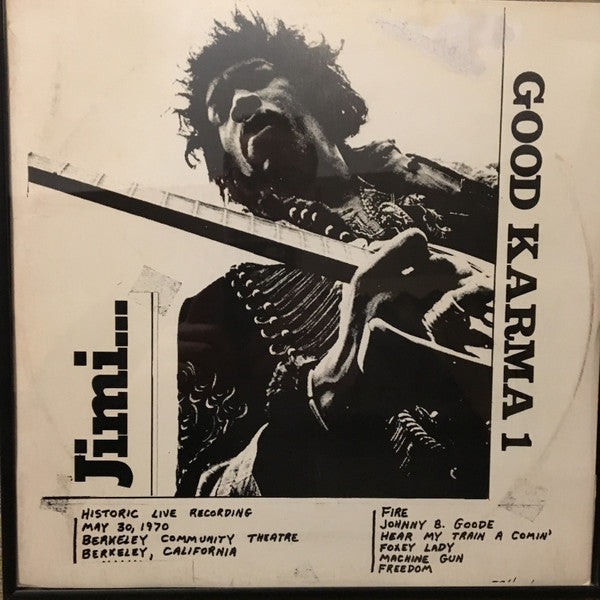 Jimi...
GOOD KARMA 1
HISTORIC LIVE RECORDING
MAY 30, 1970
BERKELEY COMMUNITY THEATRE
BERKELEY, CALIFORNIA
FIRE
JOHNNY B. GOODE
HEAR MY TRAIN A COMIN'
FOXEY LADY
MACHINE GUN
FREEDOM